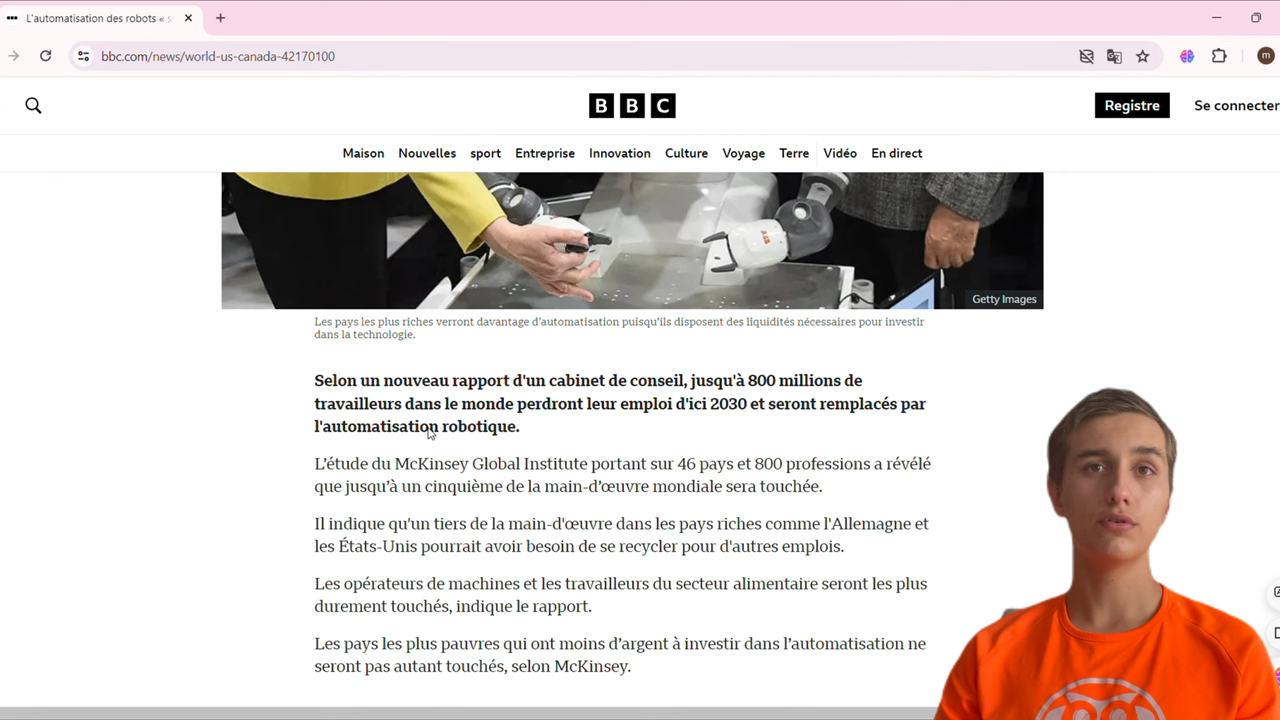 L'automatisation des robots « s
bbc.com/news/world-us-canada-42170100
m
BBC
Registre
Se connecter
Maison Nouvelles sport Entreprise Innovation Culture Voyage Terre Vidéo En direct
ABB
Getty Images
Les pays les plus riches verront davantage d'automatisation puisqu'ils disposent des liquidités nécessaires pour investir
dans la technologie.
Selon un nouveau rapport d'un cabinet de conseil, jusqu'à 800 millions de
travailleurs dans le monde perdront leur emploi d'ici 2030 et seront remplacés par
l'automatisation robotique.
L’étude du McKinsey Global Institute portant sur 46 pays et 800 professions a révélé
que jusqu’à un cinquième de la main-d’œuvre mondiale sera touchée.
Il indique qu'un tiers de la main-d'œuvre dans les pays riches comme l'Allemagne et
les États-Unis pourrait avoir besoin de se recycler pour d'autres emplois.
Les opérateurs de machines et les travailleurs du secteur alimentaire seront les plus
durement touchés, indique le rapport.
Les pays les plus pauvres qui ont moins d’argent à investir dans l’automatisation ne
seront pas autant touchés, selon McKinsey.